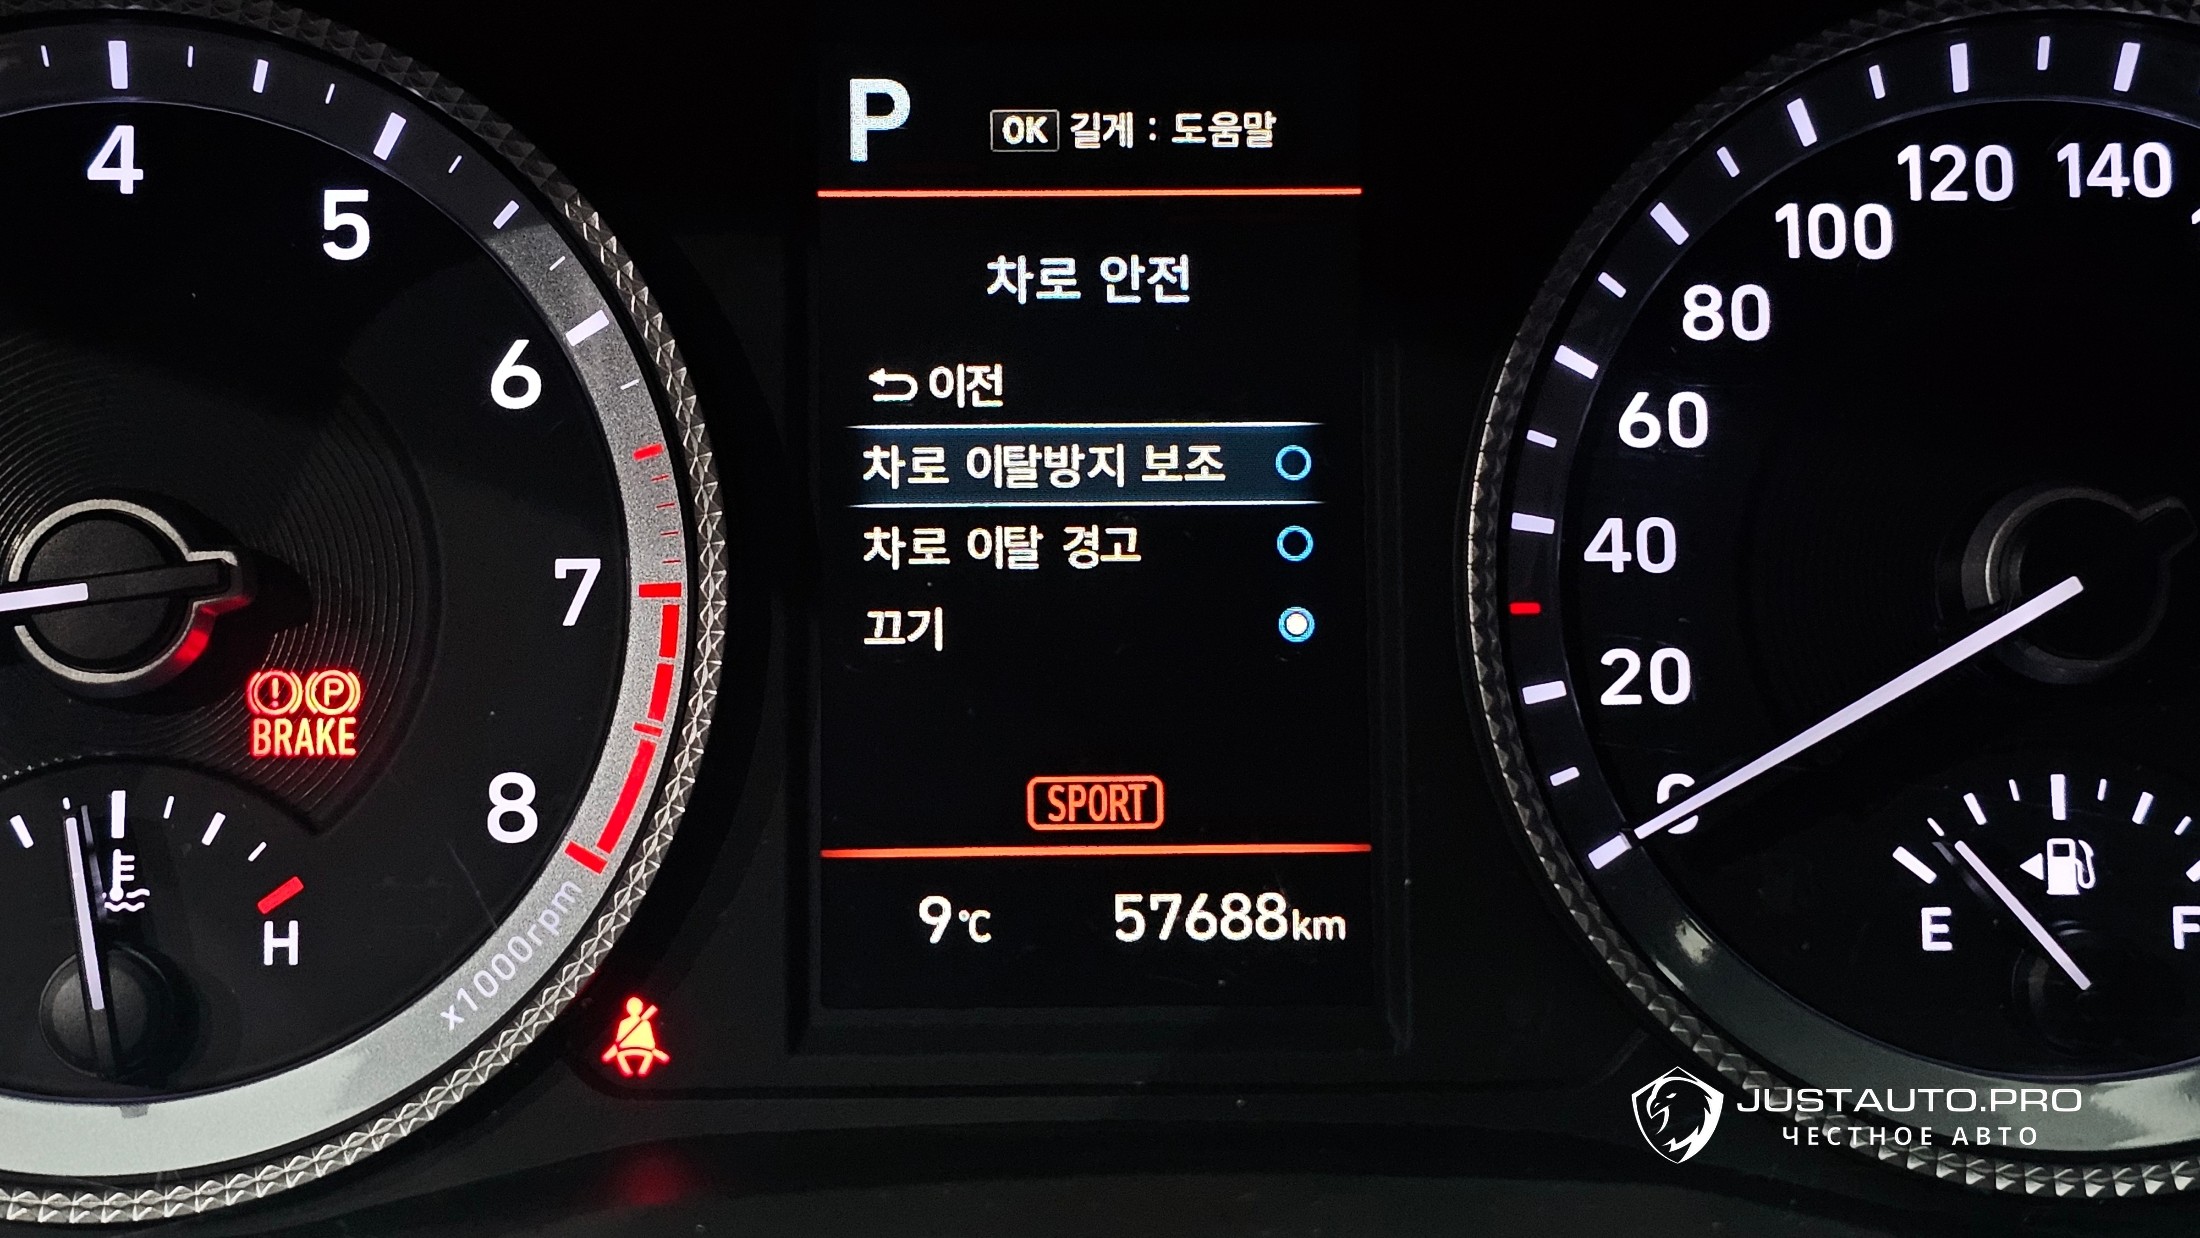 P
OK 길게 : 도움말
차로 안전
이전
차로 이탈방지 보조
차로 이탈 경고
끄기
SPORT
9℃ 57688km
4
5
6
7
8
x1000rpm
P
BRAKE
H
140
120
100
80
60
40
20
0
E
F
JUSTAUTO.PRO
ЧЕСТНОЕ АВТО